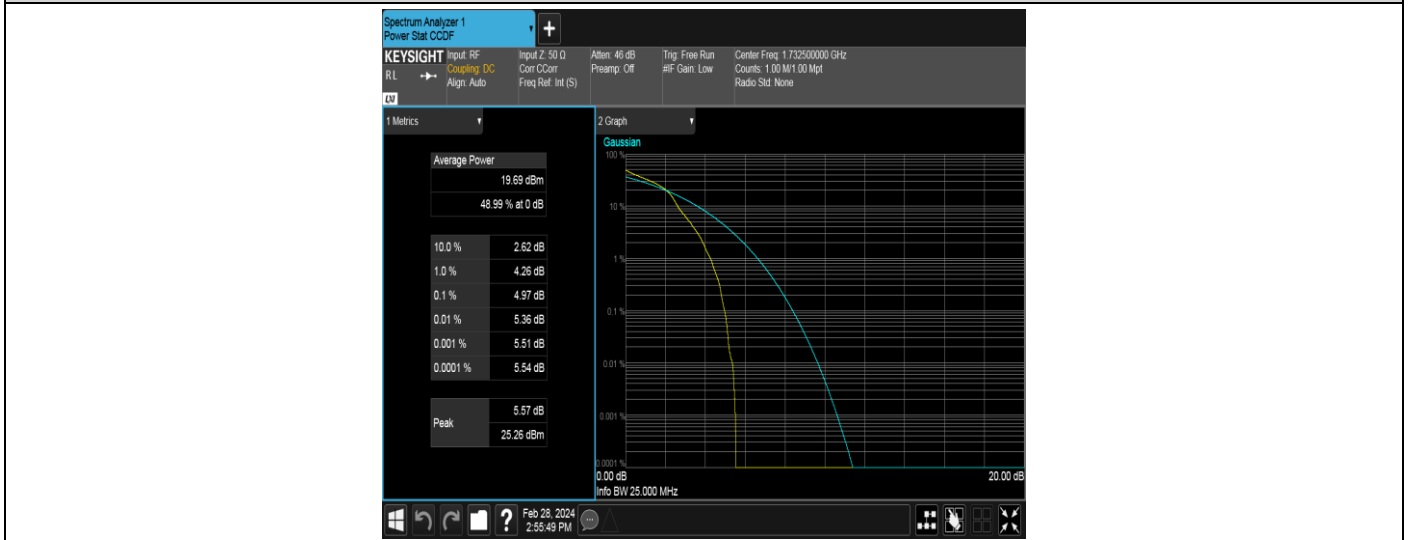 Spectrum Analyzer 1
Power Stat CCDF
+
KEYSIGHT
RL
LXI
Input: RF
Coupling: DC
Align: Auto
Input Z: 50 Ω
Corr CCorr
Freq Ref: Int (S)
Atten: 46 dB
Preamp: Off
Trig: Free Run
#IF Gain: Low
Center Freq: 1.732500000 GHz
Counts: 1.00 M/1.00 Mpt
Radio Std: None
1 Metrics
Average Power
19.69 dBm
48.99 % at 0 dB
10.0 % 2.62 dB
1.0 % 4.26 dB
0.1 % 4.97 dB
0.01 % 5.36 dB
0.001 % 5.51 dB
0.0001 % 5.54 dB
Peak
5.57 dB
25.26 dBm
2 Graph
Gaussian
100 %
10 %
1 %
0.1 %
0.01 %
0.001 %
0.0001 %
0.00 dB 20.00 dB
Info BW 25.000 MHz
?
Feb 28, 2024
2:55:49 PM